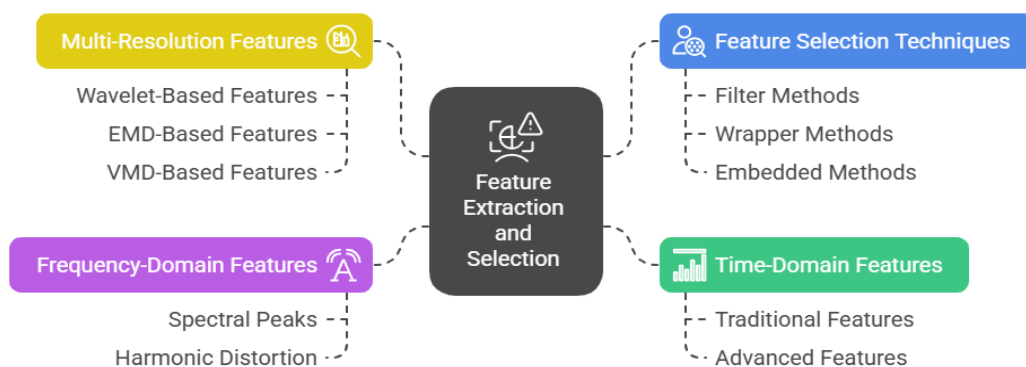 Multi-Resolution Features
Wavelet-Based Features
EMD-Based Features
VMD-Based Features
Frequency-Domain Features
Spectral Peaks
Harmonic Distortion
Feature
Extraction
and
Selection
Feature Selection Techniques
Filter Methods
Wrapper Methods
Embedded Methods
Time-Domain Features
Traditional Features
Advanced Features